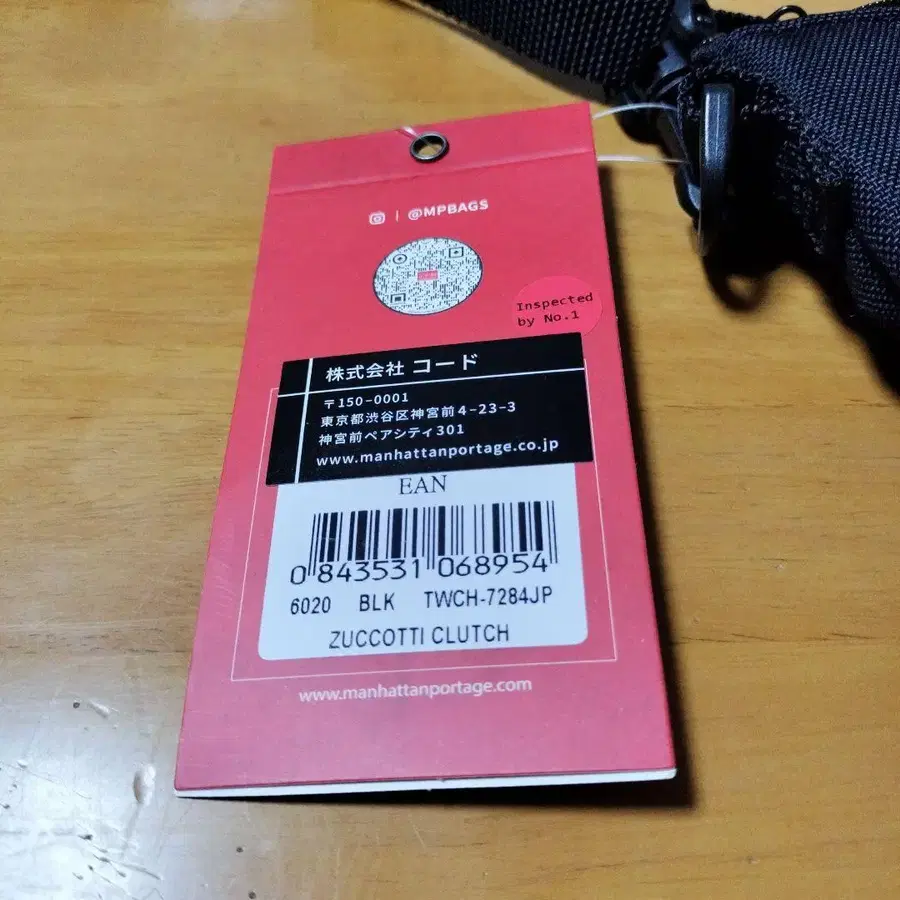 | @MPBAGS
Inspected
by No.1
株式会社 コード
〒150-0001
東京都渋谷区神宮前4-23-3
神宮前ペアシティ301
www.manhattanportage.co.jp
EAN
0 843531 068954
6020 BLK TWCH-7284JP
ZUCCOTTI CLUTCH
www.manhattanportage.com